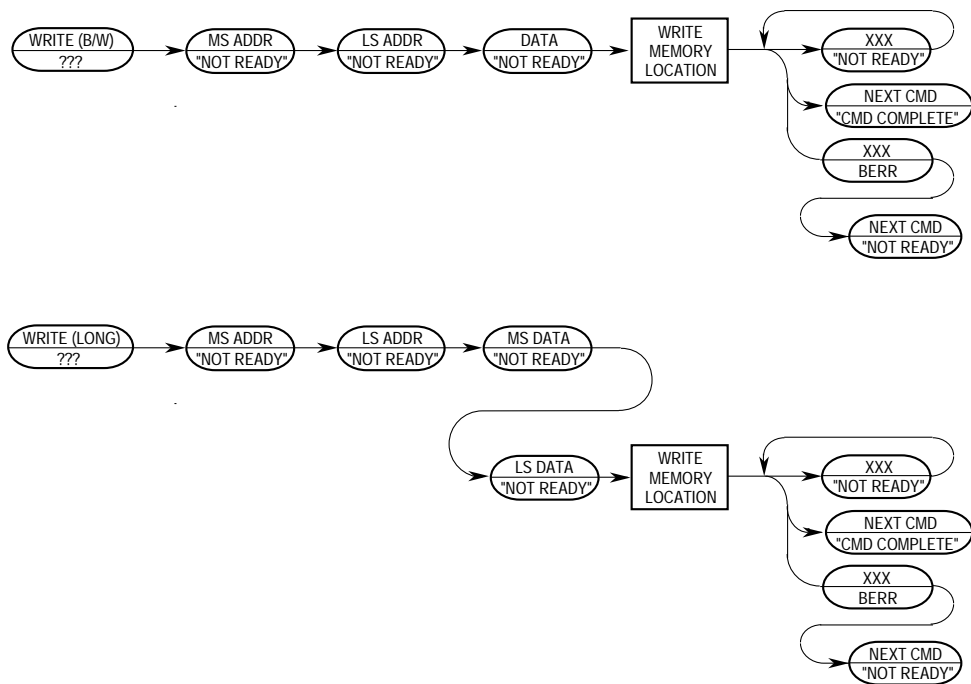 WRITE (B/W)
???
MS ADDR
"NOT READY"
LS ADDR
"NOT READY"
DATA
"NOT READY"
WRITE
MEMORY
LOCATION
XXX
"NOT READY"
NEXT CMD
"CMD COMPLETE"
XXX
BERR
NEXT CMD
"NOT READY"
WRITE (LONG)
???
MS ADDR
"NOT READY"
LS ADDR
"NOT READY"
MS DATA
"NOT READY"
LS DATA
"NOT READY"
WRITE
MEMORY
LOCATION
XXX
"NOT READY"
NEXT CMD
"CMD COMPLETE"
XXX
BERR
NEXT CMD
"NOT READY"